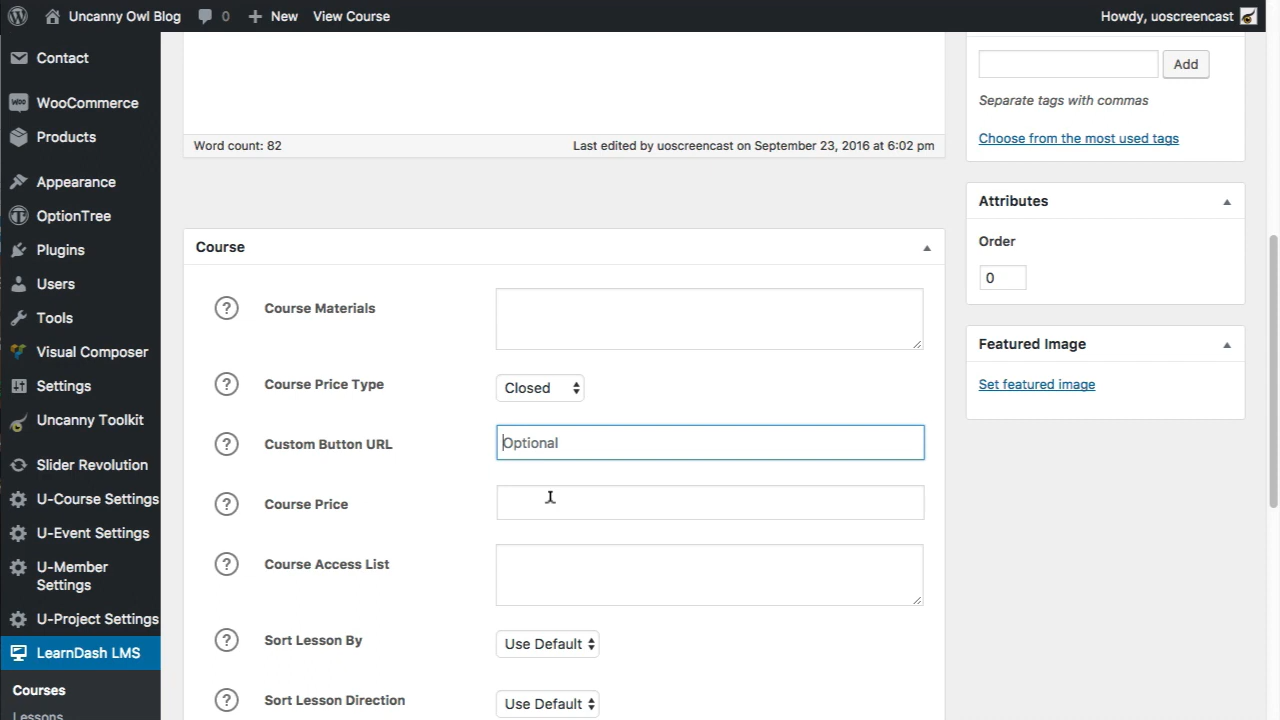 Uncanny Owl Blog 0 New View Course Howdy, uoscreencast
Contact
WooCommerce
Products
Appearance
OptionTree
Plugins
Users
Tools
Visual Composer
Settings
Uncanny Toolkit
Slider Revolution
U-Course Settings
U-Event Settings
U-Member
Settings
U-Project Settings
LearnDash LMS
Courses
Lessons
Word count: 82 Last edited by uoscreencast on September 23, 2016 at 6:02 pm
Course
? Course Materials
? Course Price Type Closed
? Custom Button URL Optional
? Course Price
? Course Access List
? Sort Lesson By Use Default
? Sort Lesson Direction Use Default
Add
Separate tags with commas
Choose from the most used tags
Attributes
Order
0
Featured Image
Set featured image